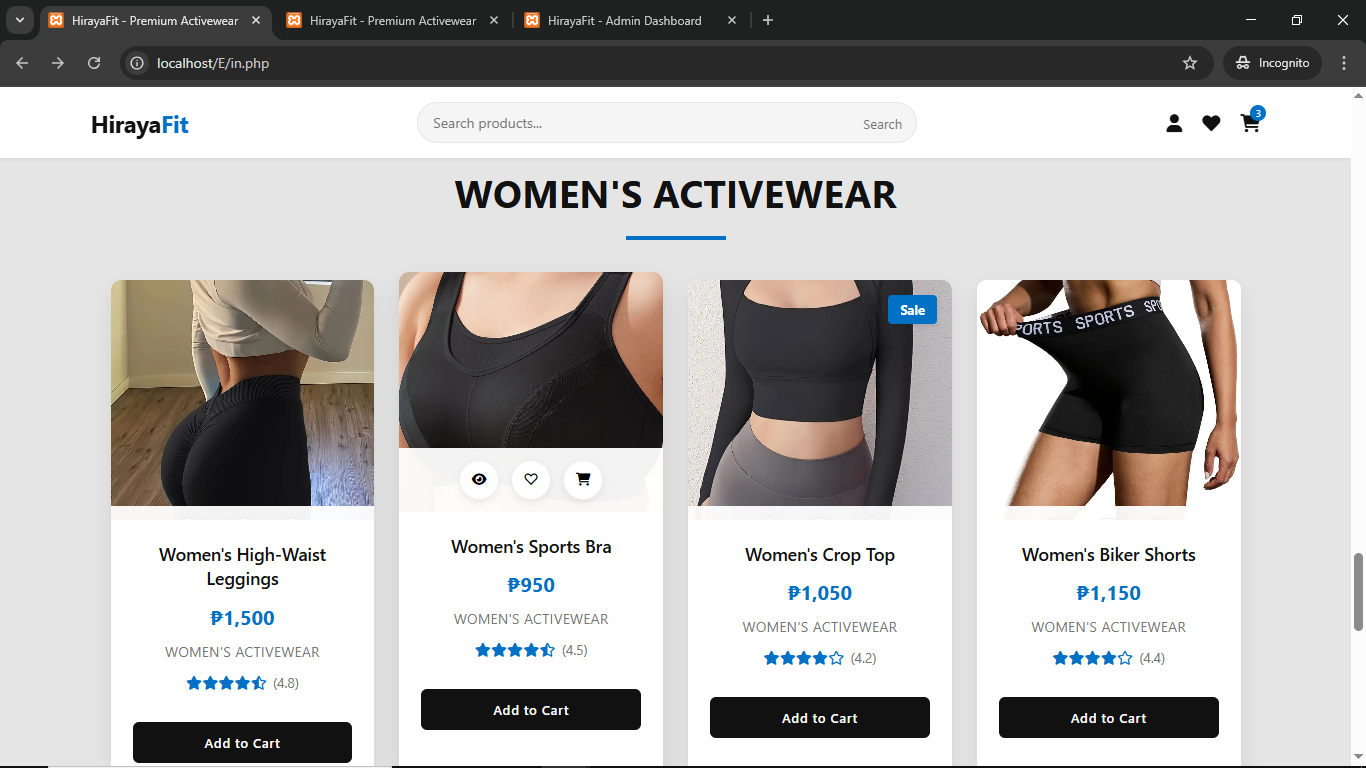 HirayaFit - Premium Activewear
HirayaFit - Premium Activewear
HirayaFit - Admin Dashboard
localhost/E/in.php
Incognito
HirayaFit
Search products...
Search
3
WOMEN'S ACTIVEWEAR
Sale
PORTS SPORTS SPO
Women's High-Waist
Leggings
₱1,500
WOMEN'S ACTIVEWEAR
(4.8)
Add to Cart
Women's Sports Bra
₱950
WOMEN'S ACTIVEWEAR
(4.5)
Add to Cart
Women's Crop Top
₱1,050
WOMEN'S ACTIVEWEAR
(4.2)
Add to Cart
Women's Biker Shorts
₱1,150
WOMEN'S ACTIVEWEAR
(4.4)
Add to Cart